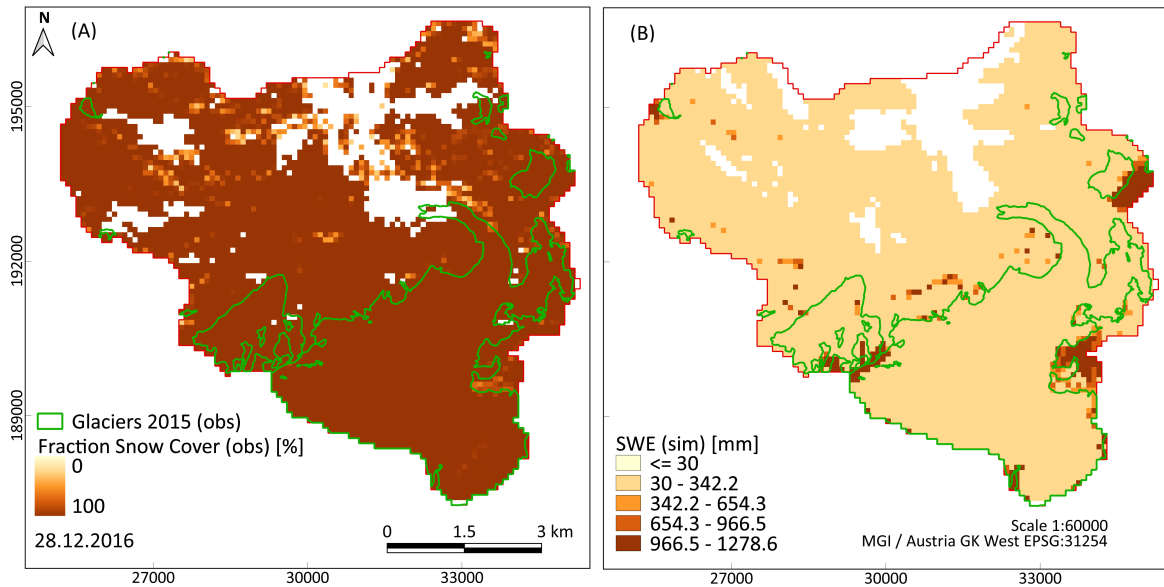 N
(A)
(B)
195000
192000
189000
Glaciers 2015 (obs)
Fraction Snow Cover (obs) [%]
0
100
28.12.2016
0 1.5 3 km
27000 30000 33000
SWE (sim) [mm]
<= 30
30 - 342.2
342.2 - 654.3
654.3 - 966.5
966.5 - 1278.6
Scale 1:60000
MGI / Austria GK West EPSG:31254
27000 30000 33000